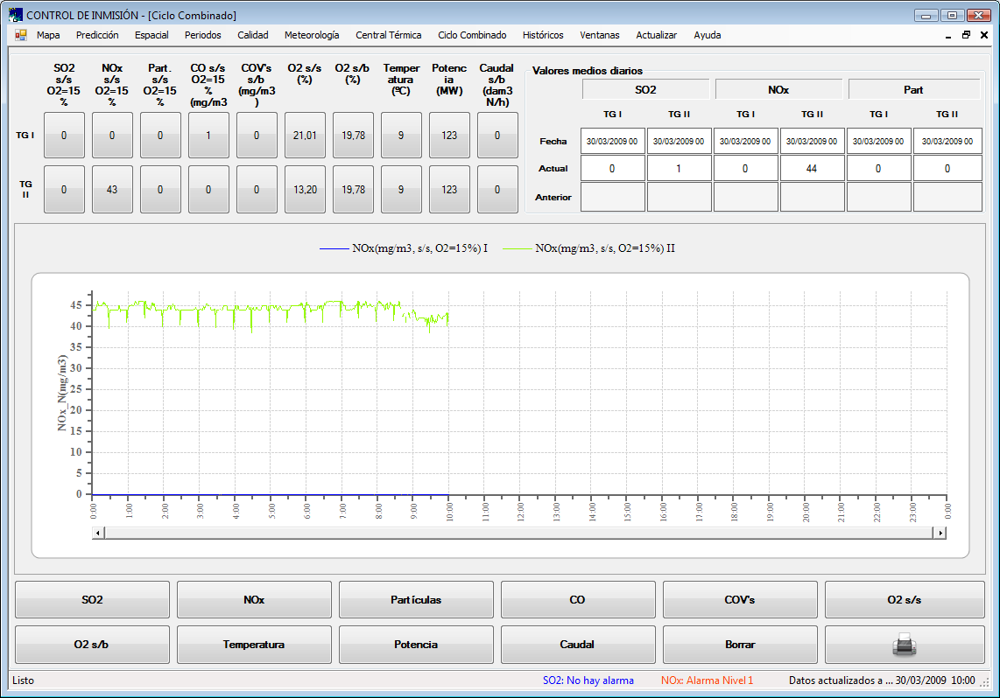 CONTROL DE INMISIÓN - [Ciclo Combinado]
Mapa Predicción Espacial Periodos Calidad Meteorología Central Térmica Ciclo Combinado Históricos Ventanas Actualizar Ayuda
SO2 s/s O2=15 % NOx s/s O2=15 % Part. s/s O2=15 % CO s/s O2=15 % (mg/m3 COV's s/b (mg/m3 ) O2 s/s (%) O2 s/b (%) Temper atura (ºC) Potenc ia (MW) Caudal s/b (dam3 N/h)
TG I 0 0 0 1 0 21,01 19,78 9 123 0
TG II 0 43 0 0 0 13,20 19,78 9 123 0
Valores medios diarios
SO2 NOx Part
TG I TG II TG I TG II TG I TG II
Fecha 30/03/2009 00 30/03/2009 00 30/03/2009 00 30/03/2009 00 30/03/2009 00 30/03/2009 00
Actual 0 1 0 44 0 0
Anterior
NOx(mg/m3, s/s, O2=15%) I NOx(mg/m3, s/s, O2=15%) II
NOx_N(mg/m3)
45
40
35
30
25
20
15
10
5
0
0:00 1:00 2:00 3:00 4:00 5:00 6:00 7:00 8:00 9:00 10:00 11:00 12:00 13:00 14:00 15:00 16:00 17:00 18:00 19:00 20:00 21:00 22:00 23:00 0:00
SO2 NOx Partículas CO COV's O2 s/s
O2 s/b Temperatura Potencia Caudal Borrar
Listo SO2: No hay alarma NOx: Alarma Nivel 1 Datos actualizados a ... 30/03/2009 10:00